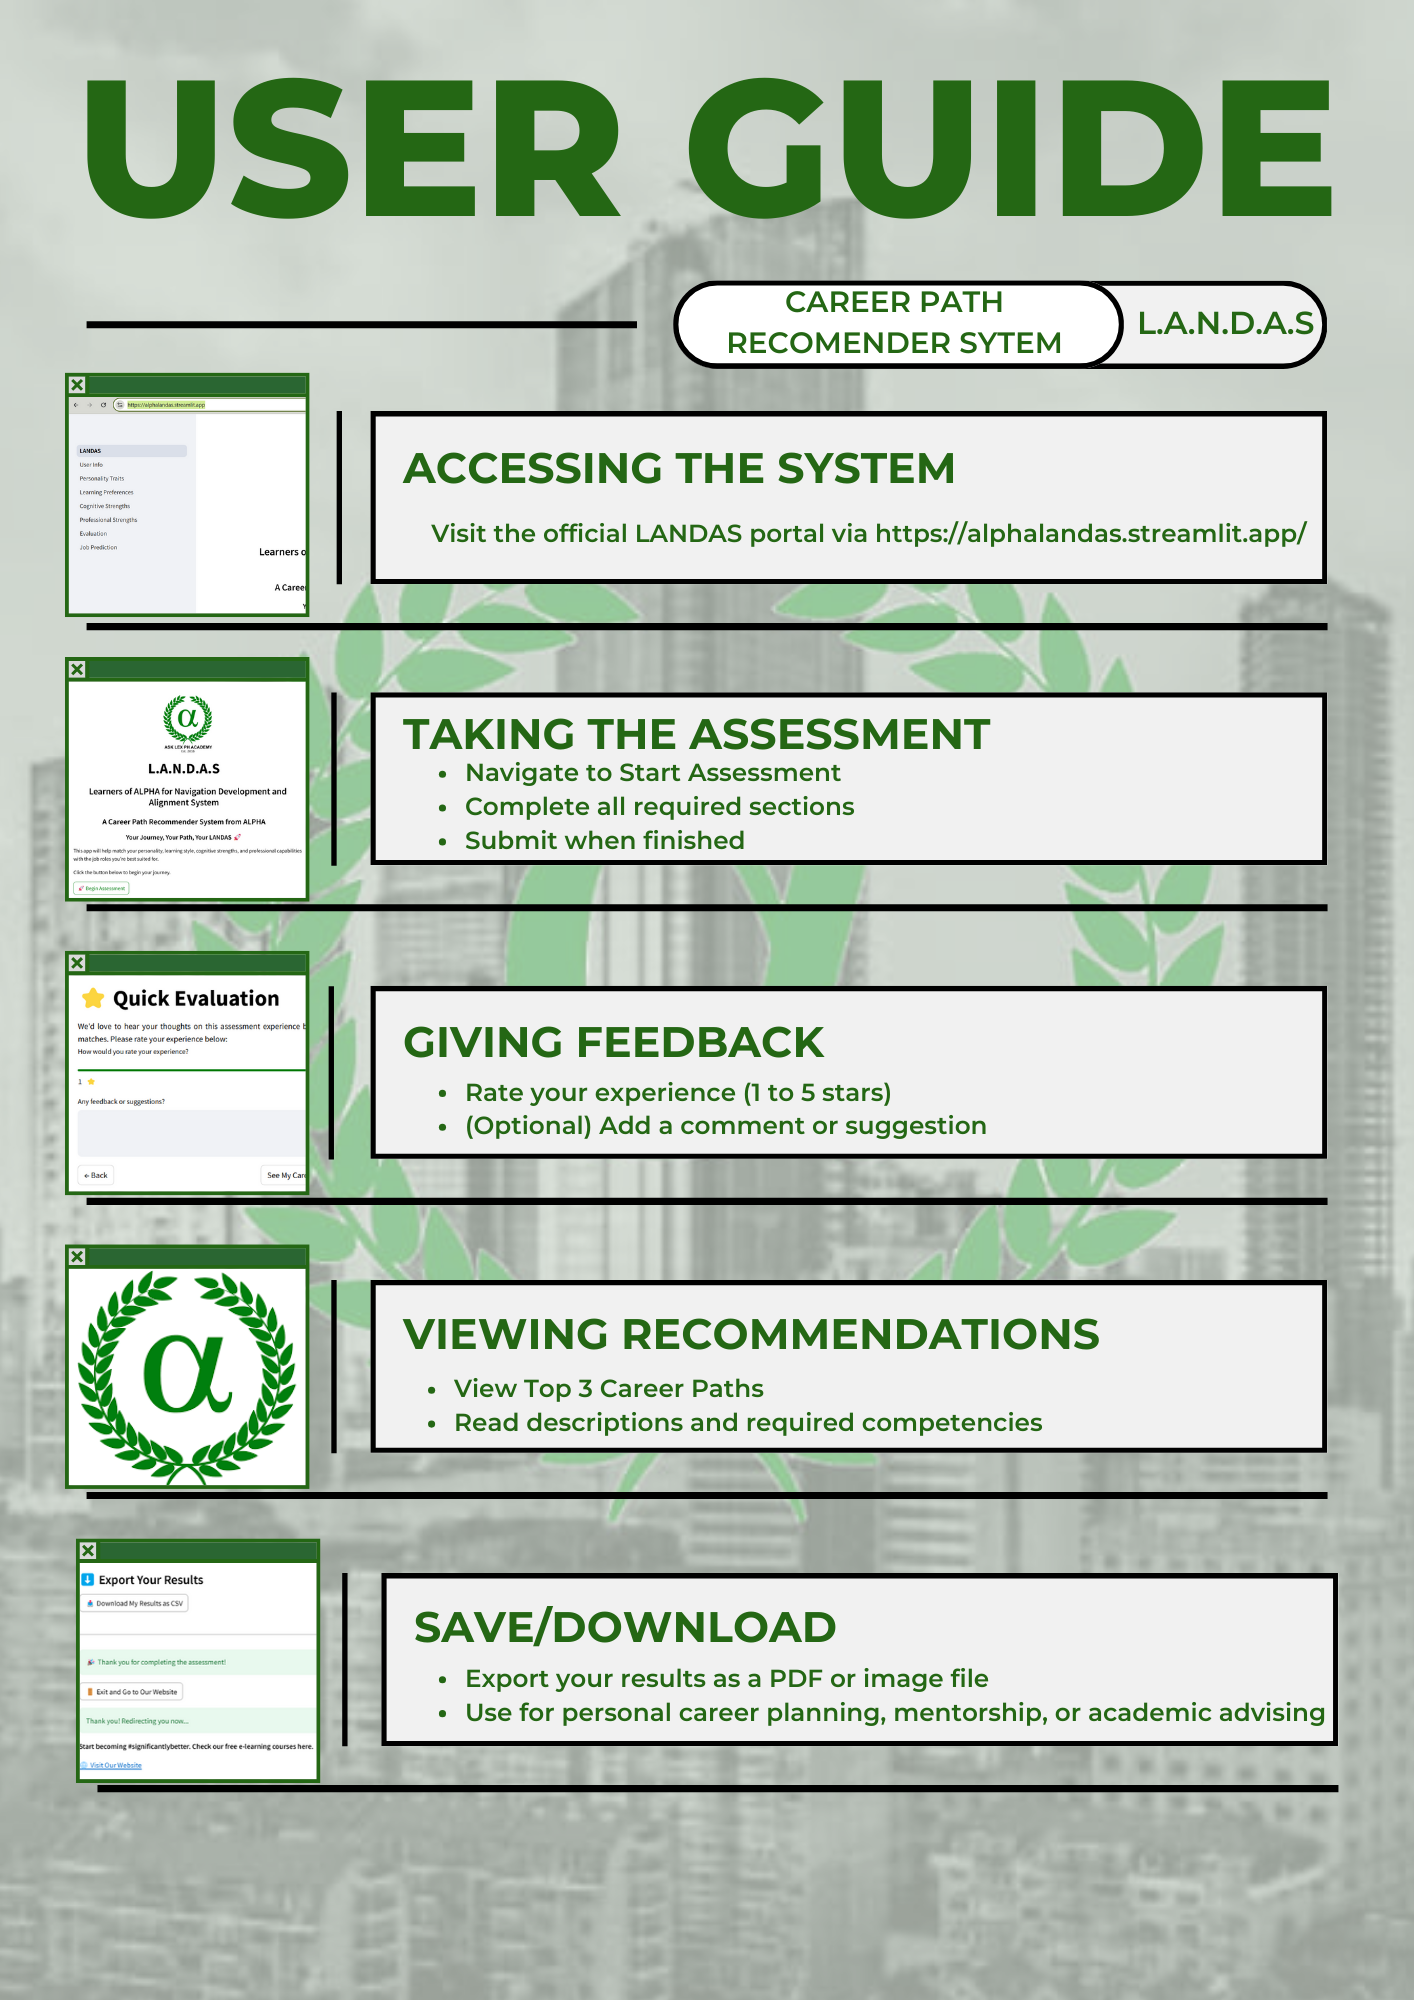 USER GUIDE
CAREER PATH
RECOMENDER SYTEM
L.A.N.D.A.S
https://alphalandas.streamlit.app
LANDAS
User Info
Personality Traits
Learning Preferences
Cognitive Strengths
Professional Strengths
Evaluation
Job Prediction
Learners o
A Career
Y
ACCESSING THE SYSTEM
Visit the official LANDAS portal via https://alphalandas.streamlit.app/
α
ASK LEX PH ACADEMY
L.A.N.D.A.S
Learners of ALPHA for Navigation Development and
Alignment System
A Career Path Recommender System from ALPHA
Your Journey, Your Path, Your LANDAS 🚀
This app will help match your personality, learning style, cognitive strengths, and professional capabilities
with the job roles you're best suited for.
Click the button below to begin your journey.
🚀 Begin Assessment
TAKING THE ASSESSMENT
• Navigate to Start Assessment
• Complete all required sections
• Submit when finished
⭐ Quick Evaluation
We'd love to hear your thoughts on this assessment experience b
matches. Please rate your experience below:
How would you rate your experience?
1 ⭐
Any feedback or suggestions?
← Back
See My Car
GIVING FEEDBACK
• Rate your experience (1 to 5 stars)
• (Optional) Add a comment or suggestion
α
VIEWING RECOMMENDATIONS
• View Top 3 Career Paths
• Read descriptions and required competencies
⬇️ Export Your Results
Download My Results as CSV
🎉 Thank you for completing the assessment!
🚪 Exit and Go to Our Website
Thank you! Redirecting you now...
Start becoming #significantlybetter. Check our free e-learning courses here.
🌐 Visit Our Website
SAVE/DOWNLOAD
• Export your results as a PDF or image file
• Use for personal career planning, mentorship, or academic advising